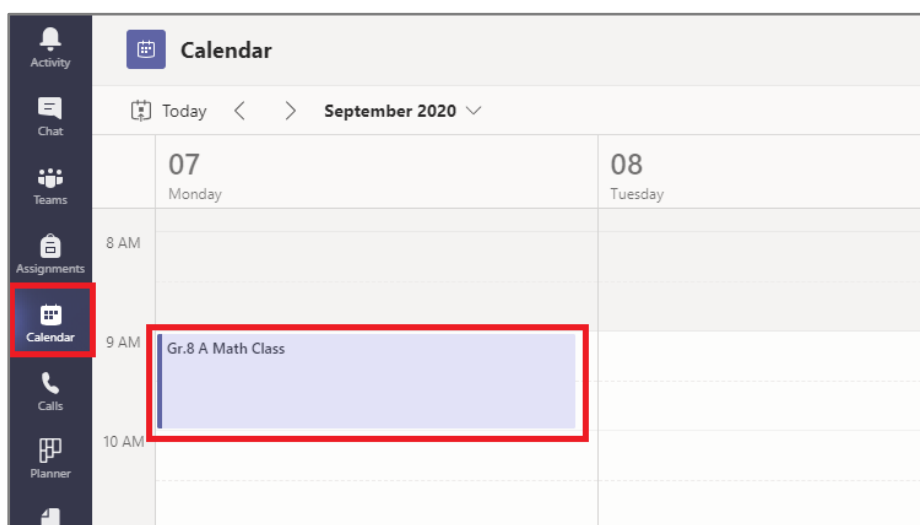 Activity
Chat
Teams
Assignments
Calendar
Calls
Planner
Calendar
Today September 2020
07
Monday
08
Tuesday
8 AM
9 AM
Gr.8 A Math Class
10 AM